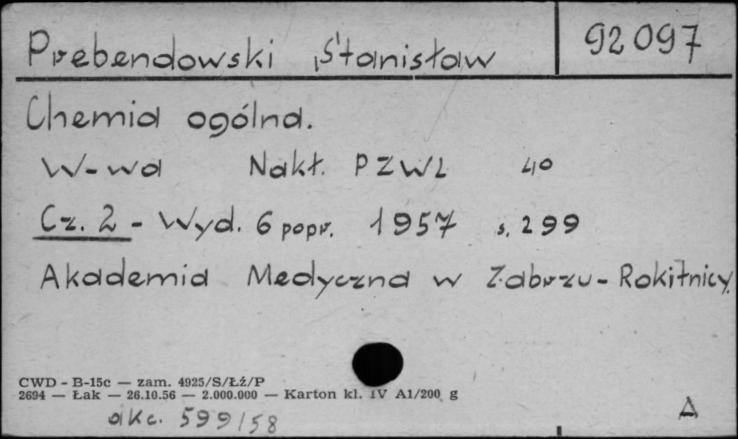 Prebendowski Stanisław 92097
Chemia ogólna.
W-wa Nakł. PZWL 4°
Cz. 2 - Wyd. 6 popr. 1957 s. 299
Akademia Medyczna w Zabrzu-Rokitnicy.
CWD - B-15c — zam. 4925/S/Łź/P
2694 — Łak — 26.10.56 — 2.000.000 — Karton kl. IV A1/200 g
akc. 599/58